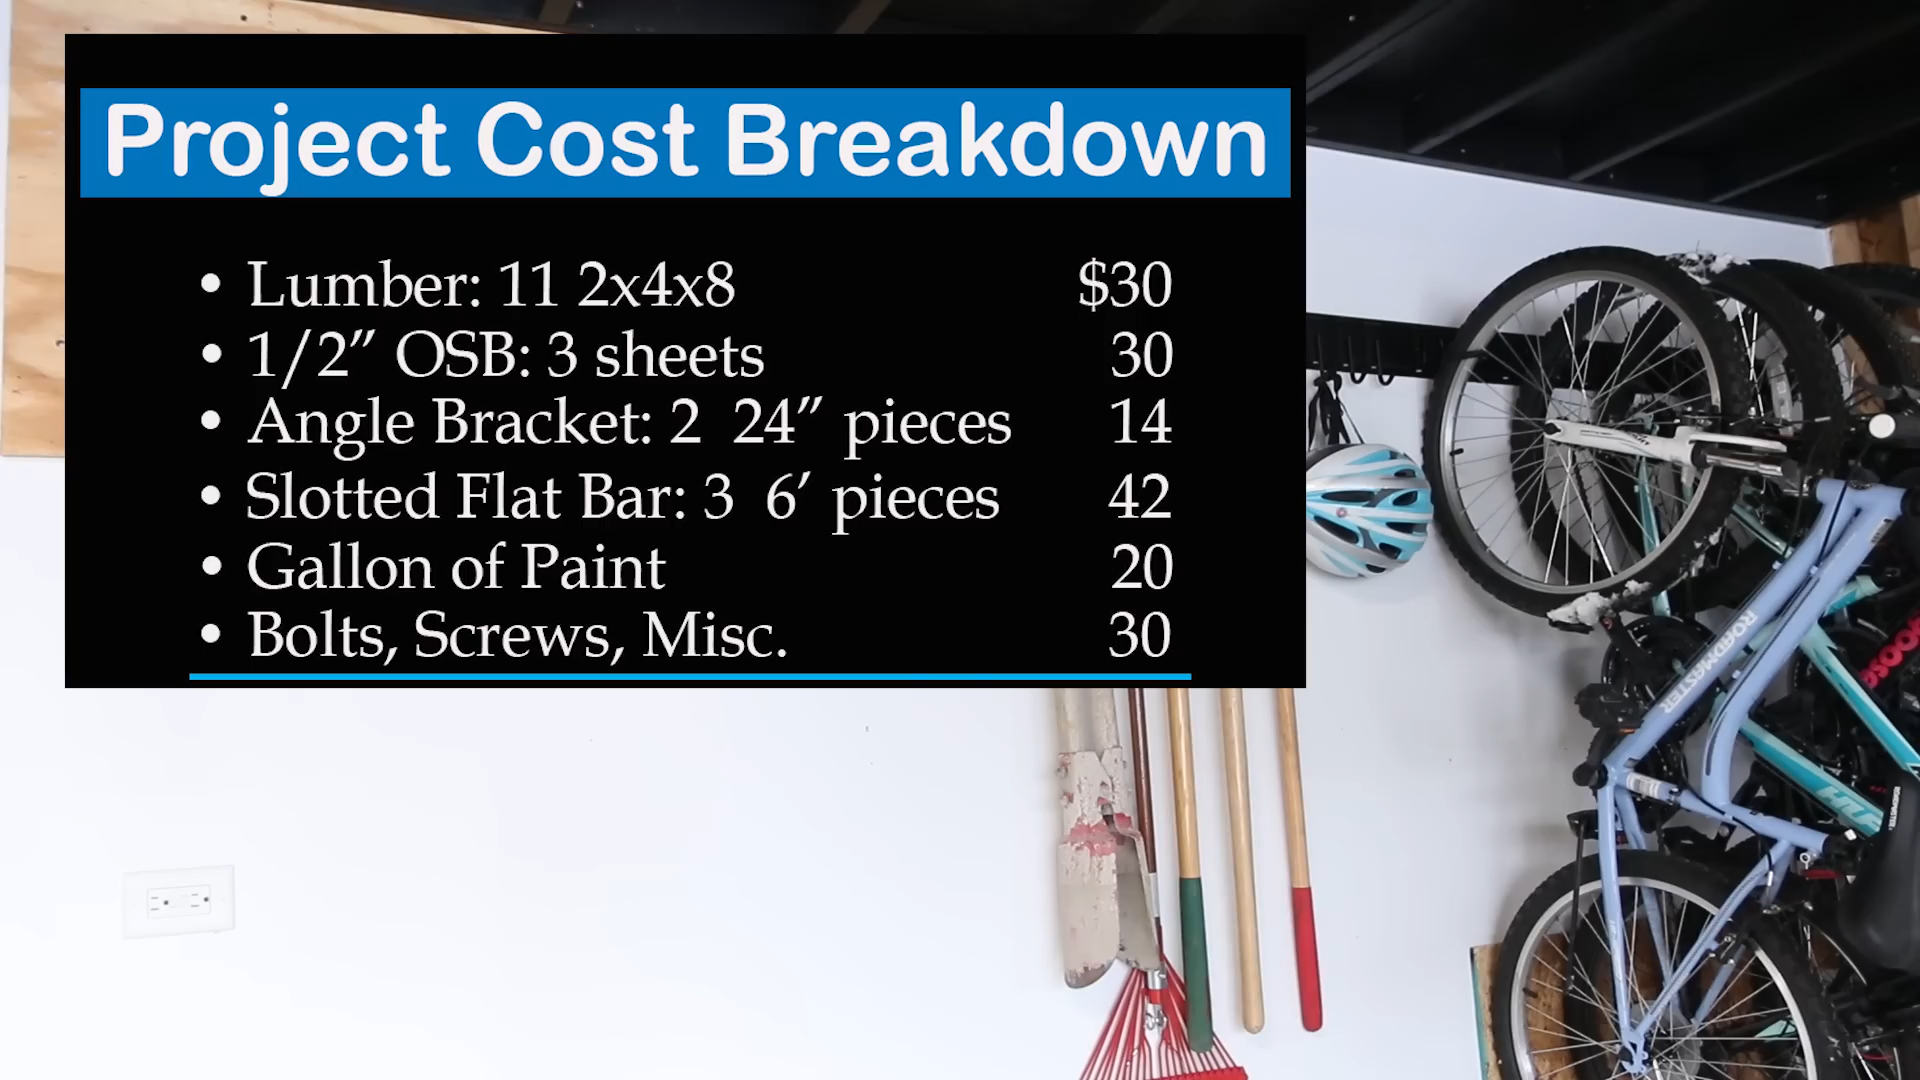 Project Cost Breakdown
• Lumber: 11 2x4x8 $30
• 1/2” OSB: 3 sheets 30
• Angle Bracket: 2 24” pieces 14
• Slotted Flat Bar: 3 6’ pieces 42
• Gallon of Paint 20
• Bolts, Screws, Misc. 30
ROADMASTER